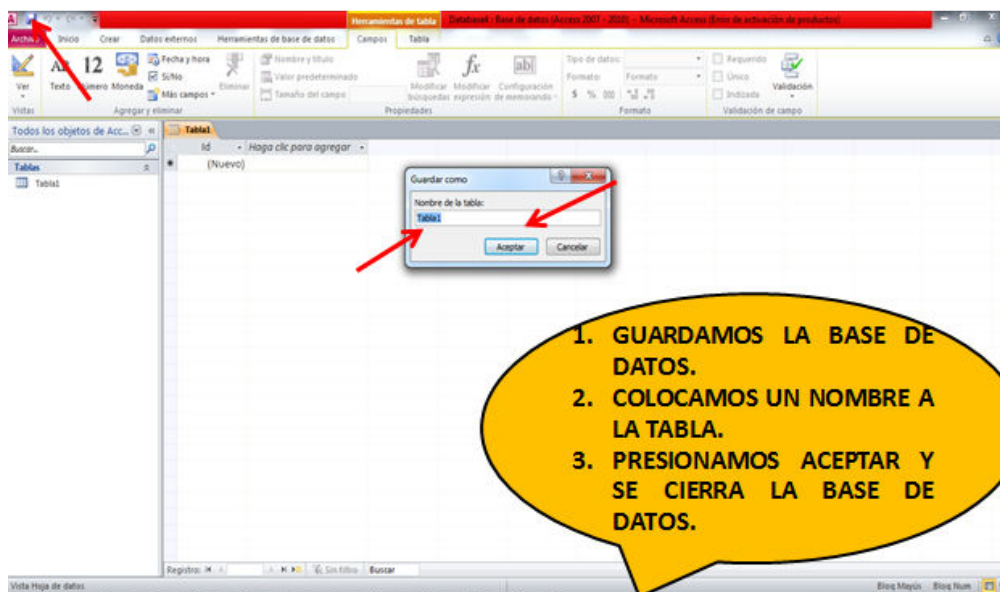 Herramientas de tabla Database4 : Base de datos (Access 2007 - 2010) - Microsoft Access (Error de activación de productos)
Archivo Inicio Crear Datos externos Herramientas de base de datos Campos Tabla
Ver
Texto Número Moneda
12
Fecha y hora
Sí/No
Más campos
Eliminar
Nombre y título
Valor predeterminado
Tamaño del campo
Modificar búsquedas
fx
Modificar expresión
ab
Configuración de memorando
Tipo de datos:
Formato: Formato
$ % 000
Requerido
Único
Indizada
Validación
Vistas Agregar y eliminar Propiedades Formato Validación de campo
Todos los objetos de Acc...
Buscar...
Tablas
Tabla1
Tabla1
Id Haga clic para agregar
(Nuevo)
Guardar como
Nombre de la tabla:
Tabla1
Aceptar Cancelar
1. GUARDAMOS LA BASE DE
DATOS.
2. COLOCAMOS UN NOMBRE A
LA TABLA.
3. PRESIONAMOS ACEPTAR Y
SE CIERRA LA BASE DE
DATOS.
Registro: Sin filtro Buscar
Vista Hoja de datos Bloq Mayús Bloq Num